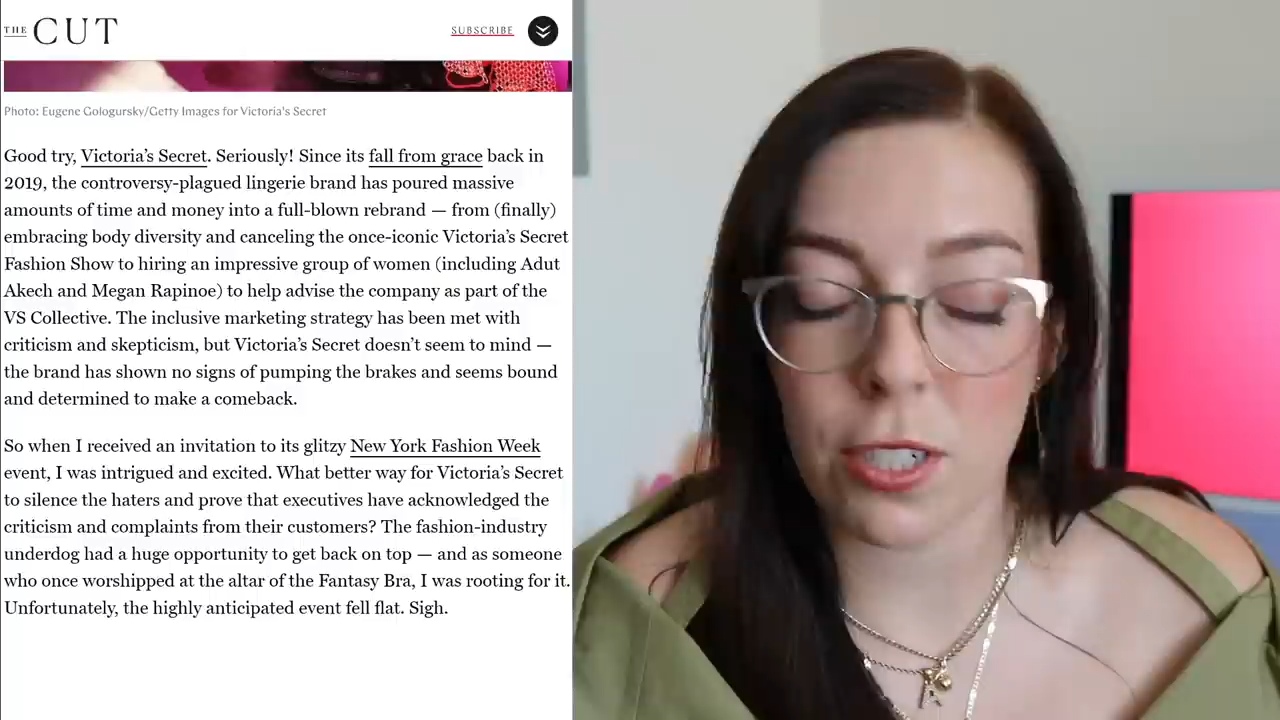 THE CUT
SUBSCRIBE
Photo: Eugene Gologursky/Getty Images for Victoria's Secret
Good try, Victoria's Secret. Seriously! Since its fall from grace back in
2019, the controversy-plagued lingerie brand has poured massive
amounts of time and money into a full-blown rebrand — from (finally)
embracing body diversity and canceling the once-iconic Victoria's Secret
Fashion Show to hiring an impressive group of women (including Adut
Akech and Megan Rapinoe) to help advise the company as part of the
VS Collective. The inclusive marketing strategy has been met with
criticism and skepticism, but Victoria's Secret doesn't seem to mind —
the brand has shown no signs of pumping the brakes and seems bound
and determined to make a comeback.
So when I received an invitation to its glitzy New York Fashion Week
event, I was intrigued and excited. What better way for Victoria's Secret
to silence the haters and prove that executives have acknowledged the
criticism and complaints from their customers? The fashion-industry
underdog had a huge opportunity to get back on top — and as someone
who once worshipped at the altar of the Fantasy Bra, I was rooting for it.
Unfortunately, the highly anticipated event fell flat. Sigh.